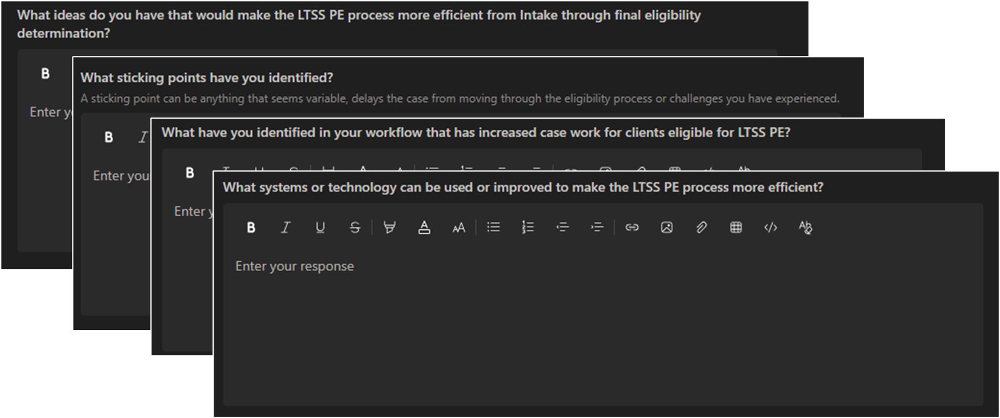 What ideas do you have that would make the LTSS PE process more efficient from Intake through final eligibility
determination?
B
Enter
What sticking points have you identified?
A sticking point can be anything that seems variable, delays the case from moving through the eligibility process or challenges you have experienced.
B I
Enter you
What have you identified in your workflow that has increased case work for clients eligible for LTSS PE?
B
Enter
What systems or technology can be used or improved to make the LTSS PE process more efficient?
B I U S A AA </> Ab
Enter your response